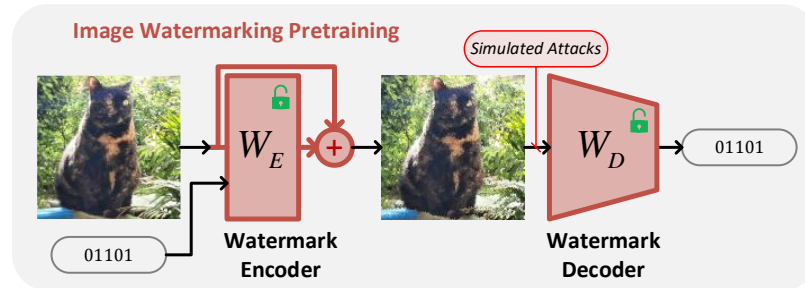 Image Watermarking Pretraining
Simulated Attacks
W_E
+
W_D
01101
01101
Watermark
Encoder
Watermark
Decoder